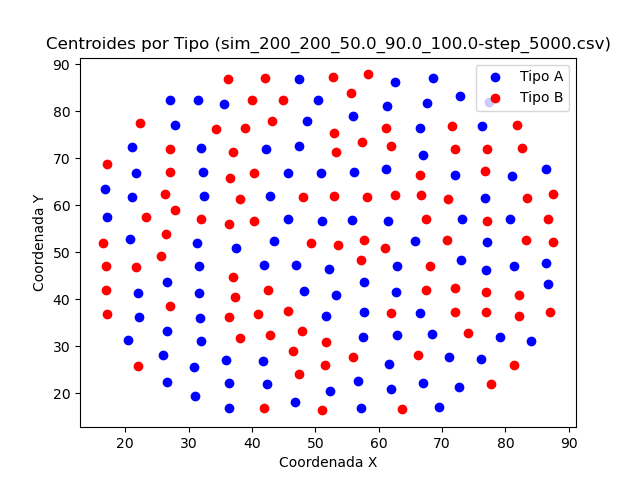 Centroides por Tipo (sim_200_200_50.0_90.0_100.0-step_5000.csv)
Tipo A
Tipo B
Coordenada Y
90
80
70
60
50
40
30
20
20 30 40 50 60 70 80 90
Coordenada X